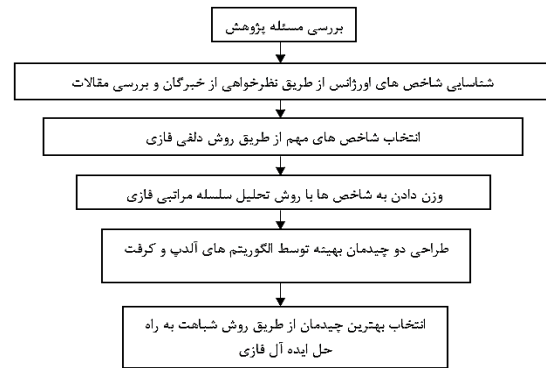 بررسی مسئله پژوهش
شناسایی شاخص های اورژانس از طریق نظرخواهی از خبرگان و بررسی مقالات
انتخاب شاخص های مهم از طریق روش دلفی فازی
وزن دادن به شاخص ها با روش تحلیل سلسله مراتبی فازی
طراحی دو چیدمان بهینه توسط الگوریتم های آلدپ و کرفت
انتخاب بهترین چیدمان از طریق روش شباهت به راه
حل ایده آل فازی